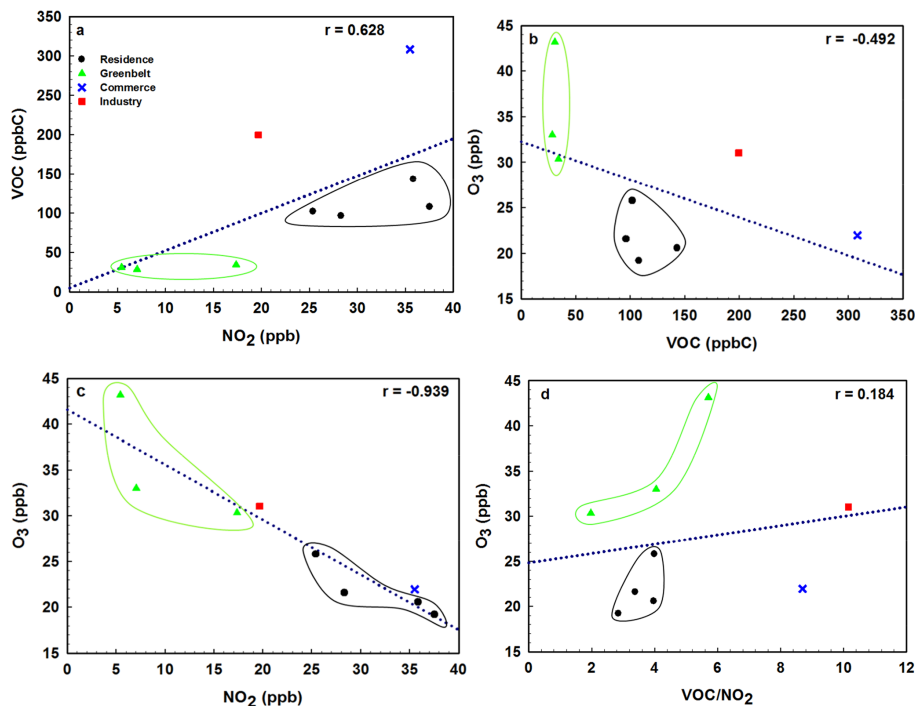 a
r = 0.628
Residence
Greenbelt
Commerce
Industry
VOC (ppbC)
350
300
250
200
150
100
50
0
0 5 10 15 20 25 30 35 40
NO2 (ppb)
b
r = -0.492
O3 (ppb)
45
40
35
30
25
20
15
0 50 100 150 200 250 300 350
VOC (ppbC)
c
r = -0.939
O3 (ppb)
45
40
35
30
25
20
15
0 5 10 15 20 25 30 35 40
NO2 (ppb)
d
r = 0.184
O3 (ppb)
45
40
35
30
25
20
15
0 2 4 6 8 10 12
VOC/NO2